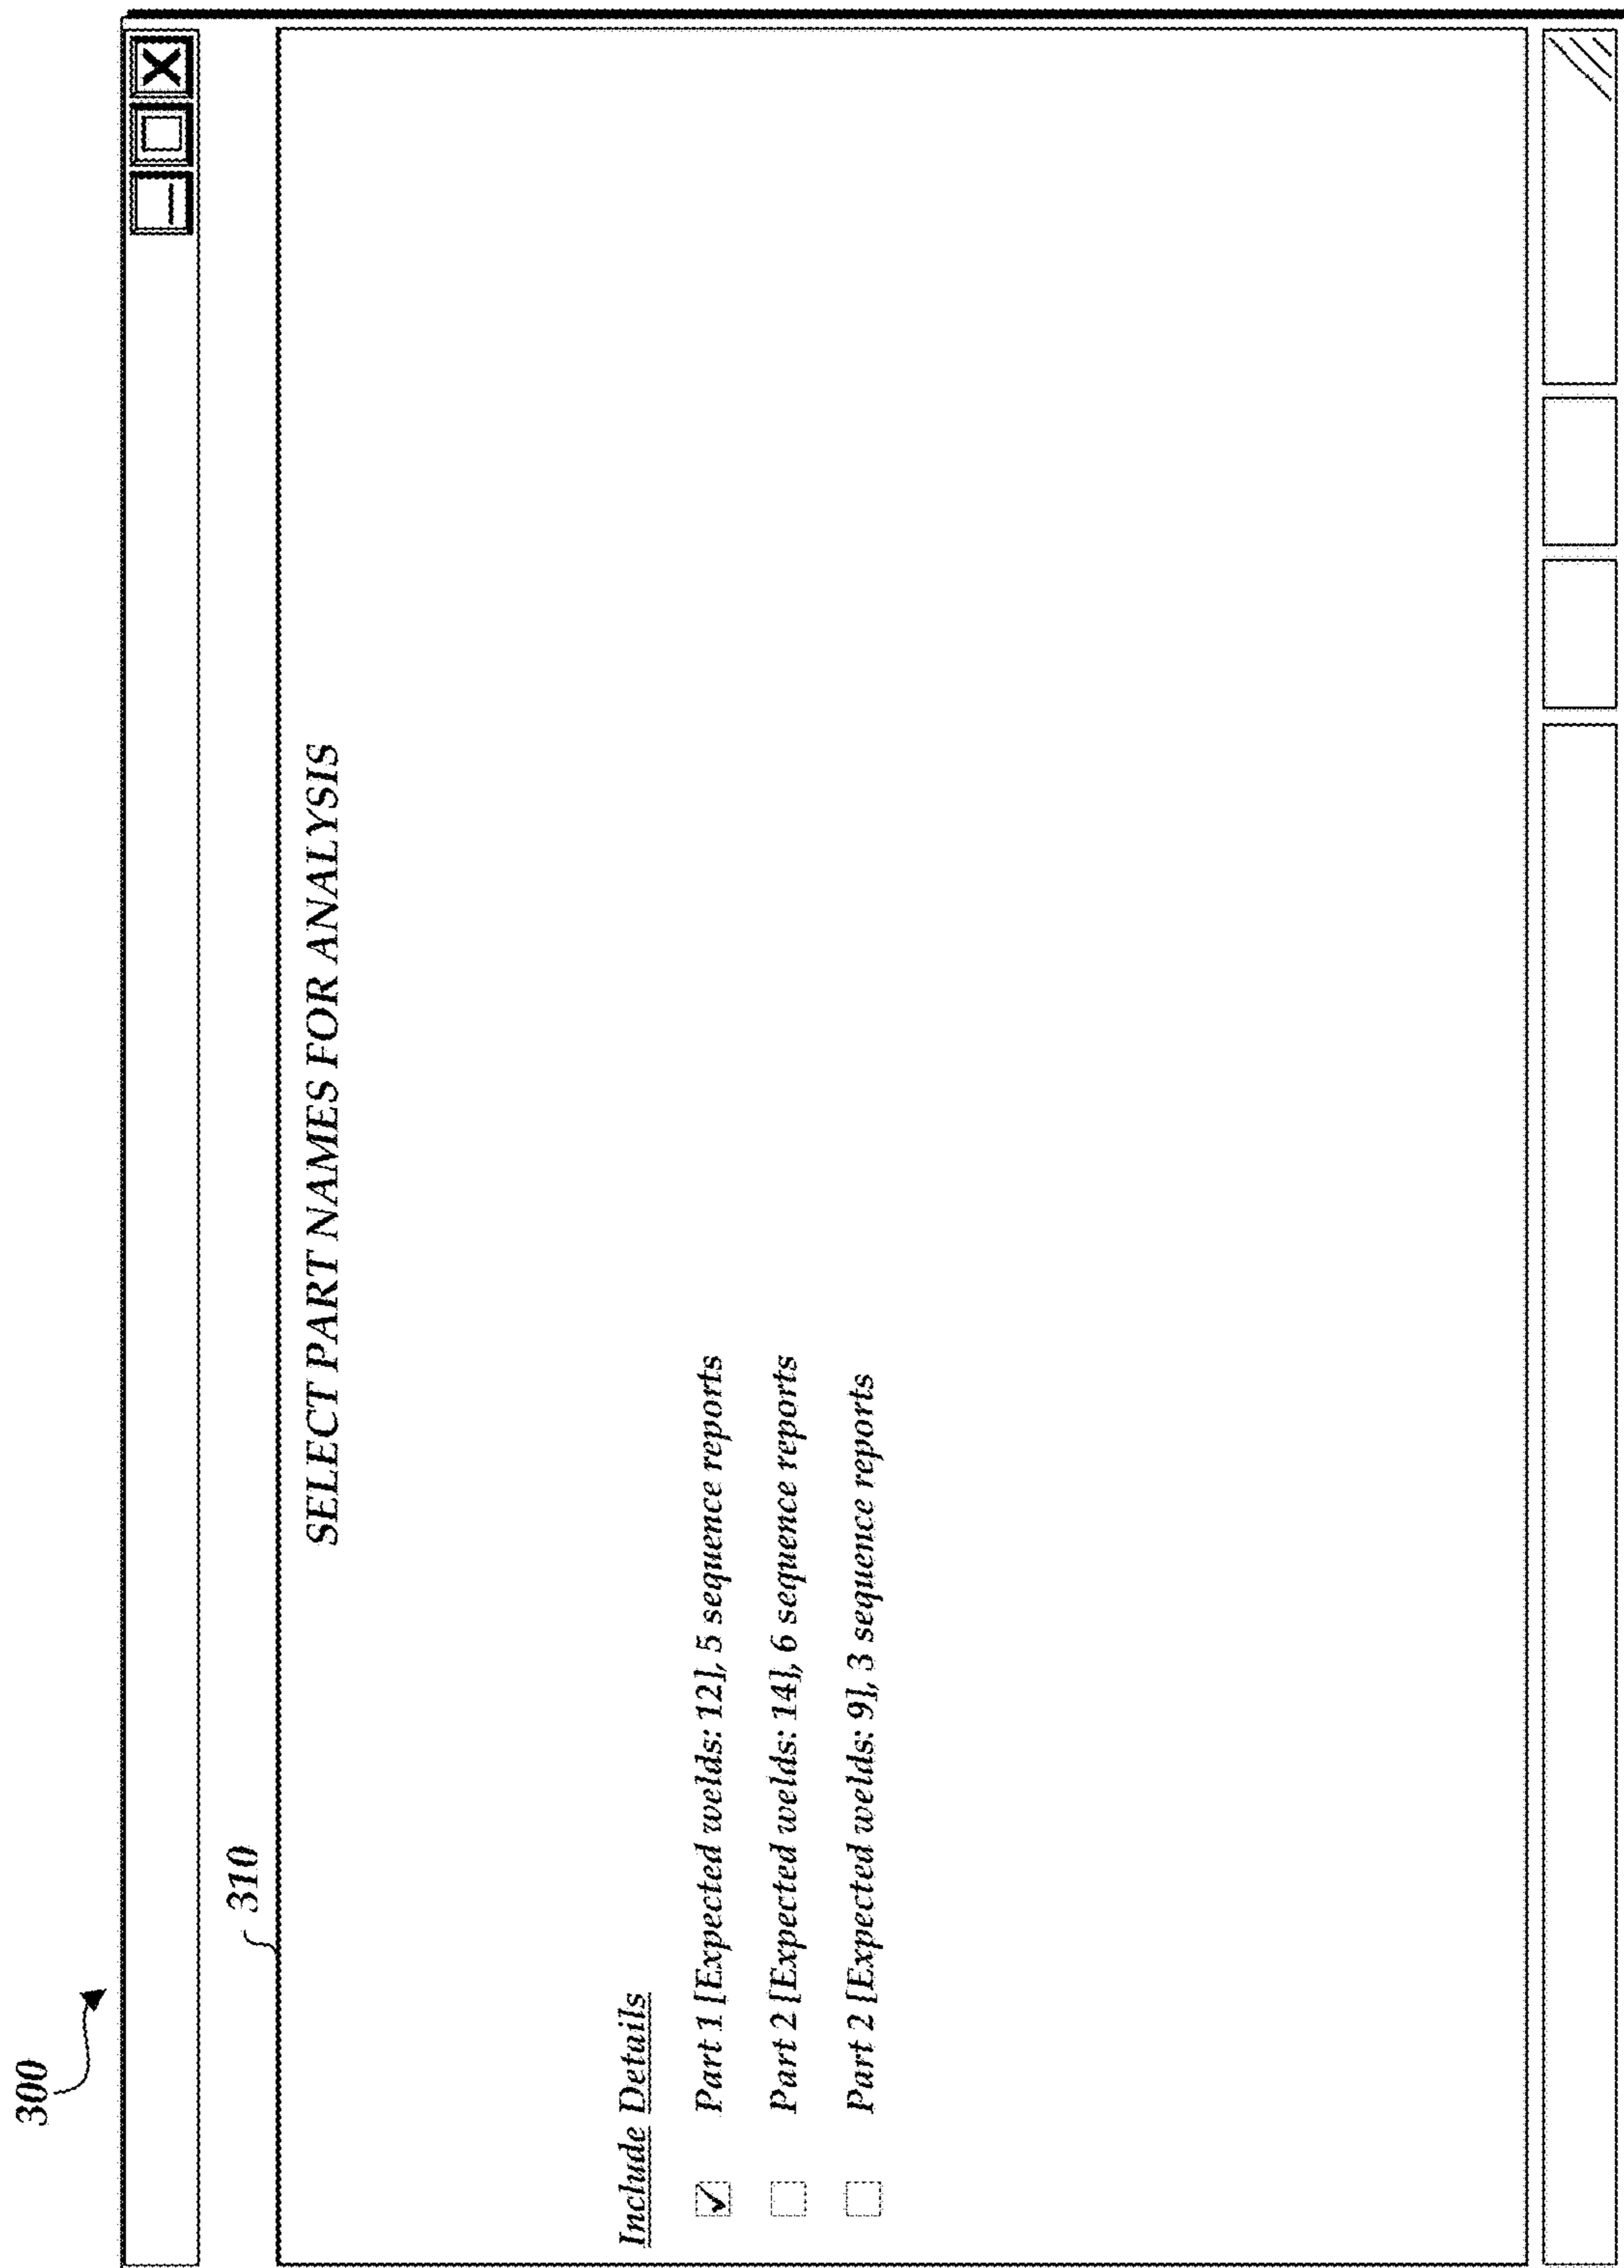 300
310
SELECT PART NAMES FOR ANALYSIS
Include Details
Part 1 [Expected welds: 12], 5 sequence reports
Part 2 [Expected welds: 14], 6 sequence reports
Part 2 [Expected welds: 9], 3 sequence reports